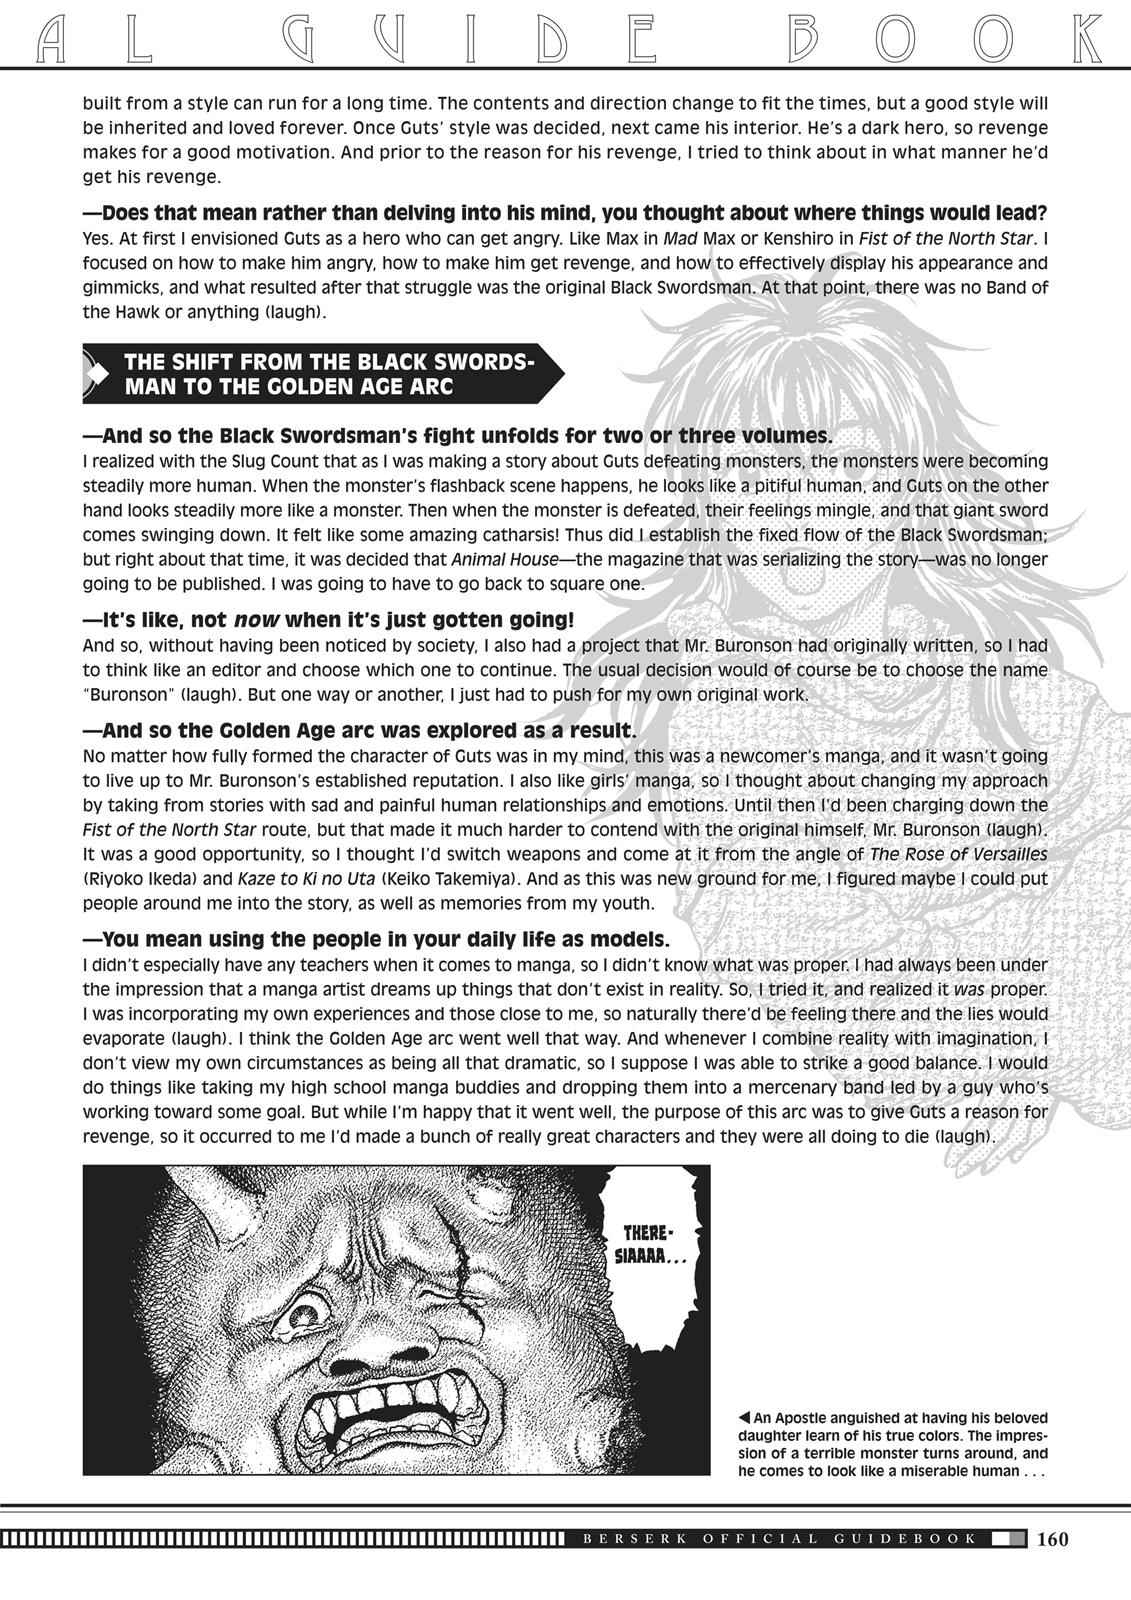 AL GUIDE BOOK
built from a style can run for a long time. The contents and direction change to fit the times, but a good style will
be inherited and loved forever. Once Guts' style was decided, next came his interior. He's a dark hero, so revenge
makes for a good motivation. And prior to the reason for his revenge, I tried to think about in what manner he'd
get his revenge.
—Does that mean rather than delving into his mind, you thought about where things would lead?
Yes. At first I envisioned Guts as a hero who can get angry. Like Max in Mad Max or Kenshiro in Fist of the North Star. I
focused on how to make him angry, how to make him get revenge, and how to effectively display his appearance and
gimmicks, and what resulted after that struggle was the original Black Swordsman. At that point, there was no Band of
the Hawk or anything (laugh).
THE SHIFT FROM THE BLACK SWORDS-
MAN TO THE GOLDEN AGE ARC
—And so the Black Swordsman's fight unfolds for two or three volumes.
I realized with the Slug Count that as I was making a story about Guts defeating monsters, the monsters were becoming
steadily more human. When the monster's flashback scene happens, he looks like a pitiful human, and Guts on the other
hand looks steadily more like a monster. Then when the monster is defeated, their feelings mingle, and that giant sword
comes swinging down. It felt like some amazing catharsis! Thus did I establish the fixed flow of the Black Swordsman;
but right about that time, it was decided that Animal House—the magazine that was serializing the story—was no longer
going to be published. I was going to have to go back to square one.
—It's like, not now when it's just gotten going!
And so, without having been noticed by society, I also had a project that Mr. Buronson had originally written, so I had
to think like an editor and choose which one to continue. The usual decision would of course be to choose the name
"Buronson" (laugh). But one way or another, I just had to push for my own original work.
—And so the Golden Age arc was explored as a result.
No matter how fully formed the character of Guts was in my mind, this was a newcomer's manga, and it wasn't going
to live up to Mr. Buronson's established reputation. I also like girls' manga, so I thought about changing my approach
by taking from stories with sad and painful human relationships and emotions. Until then I'd been charging down the
Fist of the North Star route, but that made it much harder to contend with the original himself, Mr. Buronson (laugh).
It was a good opportunity, so I thought I'd switch weapons and come at it from the angle of The Rose of Versailles
(Riyoko Ikeda) and Kaze to Ki no Uta (Keiko Takemiya). And as this was new ground for me, I figured maybe I could put
people around me into the story, as well as memories from my youth.
—You mean using the people in your daily life as models.
I didn't especially have any teachers when it comes to manga, so I didn't know what was proper. I had always been under
the impression that a manga artist dreams up things that don't exist in reality. So, I tried it, and realized it was proper.
I was incorporating my own experiences and those close to me, so naturally there'd be feeling there and the lies would
evaporate (laugh). I think the Golden Age arc went well that way. And whenever I combine reality with imagination, I
don't view my own circumstances as being all that dramatic, so I suppose I was able to strike a good balance. I would
do things like taking my high school manga buddies and dropping them into a mercenary band led by a guy who's
working toward some goal. But while I'm happy that it went well, the purpose of this arc was to give Guts a reason for
revenge, so it occurred to me I'd made a bunch of really great characters and they were all doing to die (laugh).
THERE-
SIAAAA...
◀ An Apostle anguished at having his beloved
daughter learn of his true colors. The impres-
sion of a terrible monster turns around, and
he comes to look like a miserable human . . .
BERSERK OFFICIAL GUIDEBOOK 160